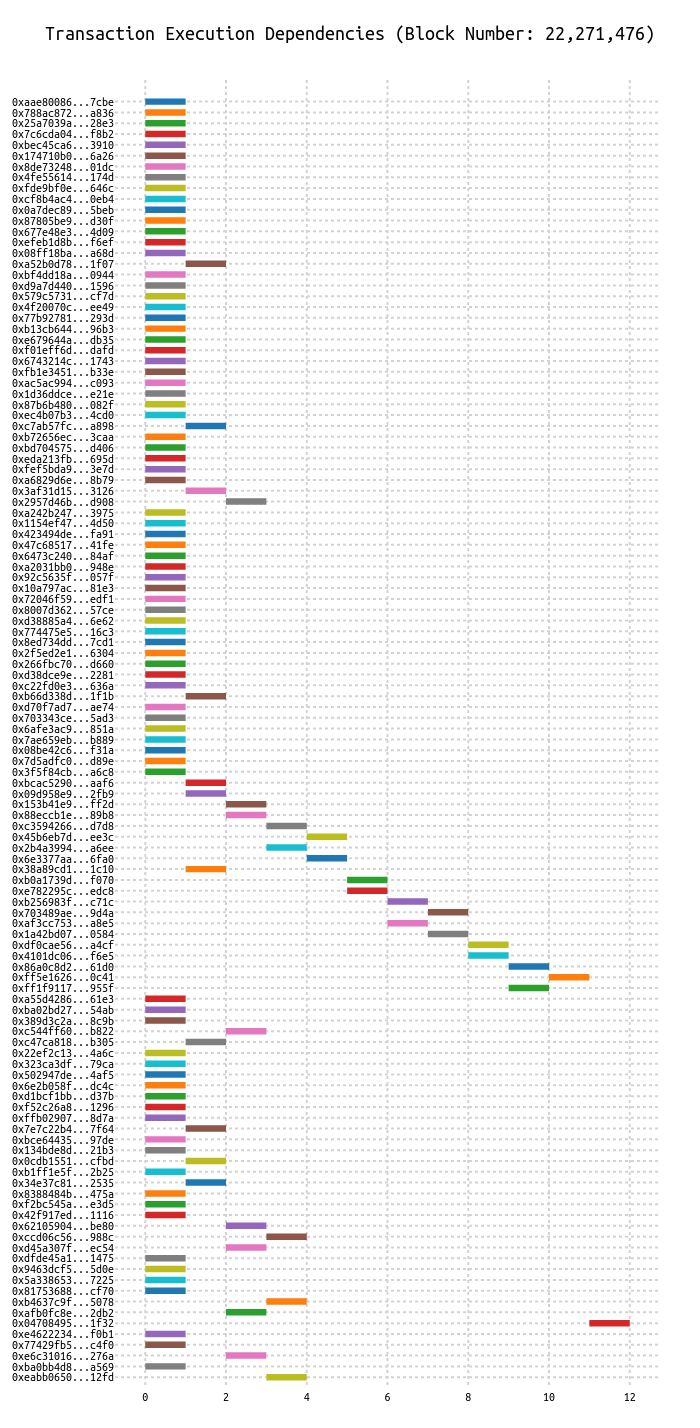 Transaction Execution Dependencies (Block Number: 22,271,476)
0xaae80086...7cbe
0x788ac872...a836
0x25a7039a...28e3
0x7c6cda04...f8b2
0xbec45ca6...3910
0x174710b0...6a26
0x8de73248...01dc
0x4fe55614...174d
0xfde9bf0e...646c
0xcf8b4ac4...0eb4
0x0a7dec89...5beb
0x87805be9...d30f
0x677e48e3...4d09
0xefeb1d8b...f6ef
0x08ff18ba...a68d
0xa52b0d78...1f07
0xbf4dd18a...0944
0xd9a7d440...1596
0x579c5731...cf7d
0x4f20070c...ee49
0x77b92781...293d
0xb13cb644...96b3
0xe679644a...db35
0xf01eff6d...dafd
0x6743214c...1743
0xfb1e3451...b33e
0xac5ac994...c093
0x1d36ddce...e21e
0x87b6b480...082f
0xec4b07b3...4cd0
0xc7ab57fc...a898
0xb72656ec...3caa
0xbd704575...d406
0xeda213fb...695d
0xfef5bda9...3e7d
0xa6829d6e...8b79
0x3af31d15...3126
0x2957d46b...d908
0xa242b247...3975
0x1154ef47...4d50
0x423494de...fa91
0x47c68517...41fe
0x6473c240...84af
0xa2031bb0...948e
0x92c5635f...057f
0x10a797ac...81e3
0x72046f59...edf1
0x8007d362...57ce
0xd38885a4...6e62
0x774475e5...16c3
0x8ed734dd...7cd1
0x2f5ed2e1...6304
0x266fbc70...d660
0xd38dce9e...2281
0xc22fd0e3...636a
0xb66d338d...1f1b
0xd70f7ad7...ae74
0x703343ce...5ad3
0x6afe3ac9...851a
0x7ae659eb...b889
0x08be42c6...f31a
0x7d5adfc0...d89e
0x3f5f84cb...a6c8
0xbcac5290...aaf6
0x09d958e9...2fb9
0x153b41e9...ff2d
0x88eccb1e...89b8
0xc3594266...d7d8
0x45b6eb7d...ee3c
0x2b4a3994...a6ee
0x6e3377aa...6fa0
0x38a89cd1...1c10
0xb0a1739d...f070
0xe782295c...edc8
0xb256983f...c71c
0x703489ae...9d4a
0xaf3cc753...a8e5
0x1a42bd07...0584
0xdf0cae56...a4cf
0x4101dc06...f6e5
0x86a0c8d2...61d0
0xff5e1626...0c41
0xff1f9117...955f
0xa55d4286...61e3
0xba02bd27...54ab
0x389d3c2a...8c9b
0xc544ff60...b822
0xc47ca818...b305
0x22ef2c13...4a6c
0x323ca3df...79ca
0x502947de...4af5
0x6e2b058f...dc4c
0xd1bcf1bb...d37b
0xf52c26a8...1296
0xffb02907...8d7a
0x7e7c22b4...7f64
0xbce64435...97de
0x134bde8d...21b3
0x0cdb1551...cfbd
0xb1ff1e5f...2b25
0x34e37c81...2535
0x8388484b...475a
0xf2bc545a...e3d5
0x42f917ed...1116
0x62105904...be80
0xccd06c56...988c
0xd45a307f...ec54
0xdfde45a1...1475
0x9463dcf5...5d0e
0x5a338653...7225
0x81753688...cf70
0xb4637c9f...5078
0xafb0fc8e...2db2
0x04708495...1f32
0xe4622234...f0b1
0x77429fb5...c4f0
0xe6c31016...276a
0xba0bb4d8...a569
0xeabb0650...12fd
0 2 4 6 8 10 12